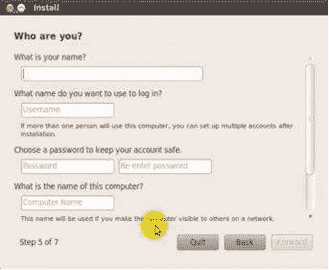 Install
Who are you?
What is your name?
What name do you want to use to log in?
Username
If more than one person will use this computer, you can set up multiple accounts after
installation.
Choose a password to keep your account safe.
Password Re-enter password
What is the name of this computer?
Computer Name
This name will be used if you make the computer visible to others on a network.
Step 5 of 7 Quit Back Forward